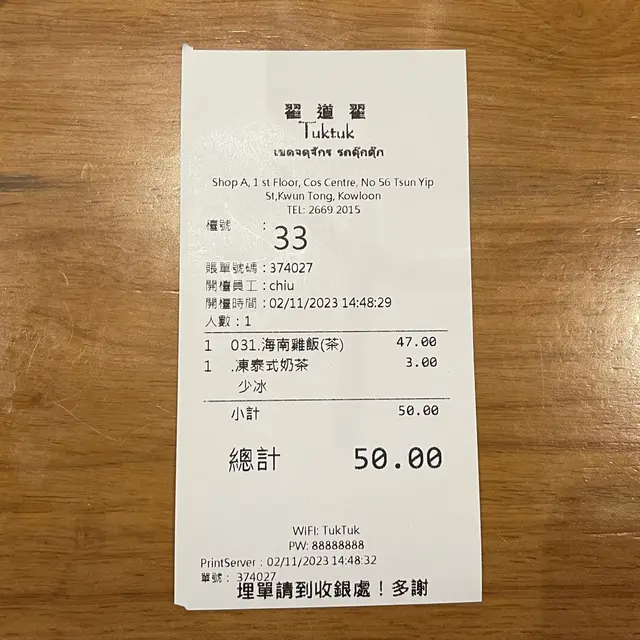 翟道翟
Tuktuk
เขตจตุจักร รถตุ๊กตุ๊ก
Shop A, 1 st Floor, Cos Centre, No 56 Tsun Yip
St,Kwun Tong, Kowloon
TEL: 2669 2015
檯號 : 33
賬單號碼 : 374027
開檯員工 : chiu
開檯時間 : 02/11/2023 14:48:29
人數 : 1
1 031.海南雞飯(茶) 47.00
1 .凍泰式奶茶 3.00
少冰
小計 50.00
總計 50.00
WIFI: TukTuk
PW: 88888888
PrintServer : 02/11/2023 14:48:32
單號 : 374027
埋單請到收銀處！多謝